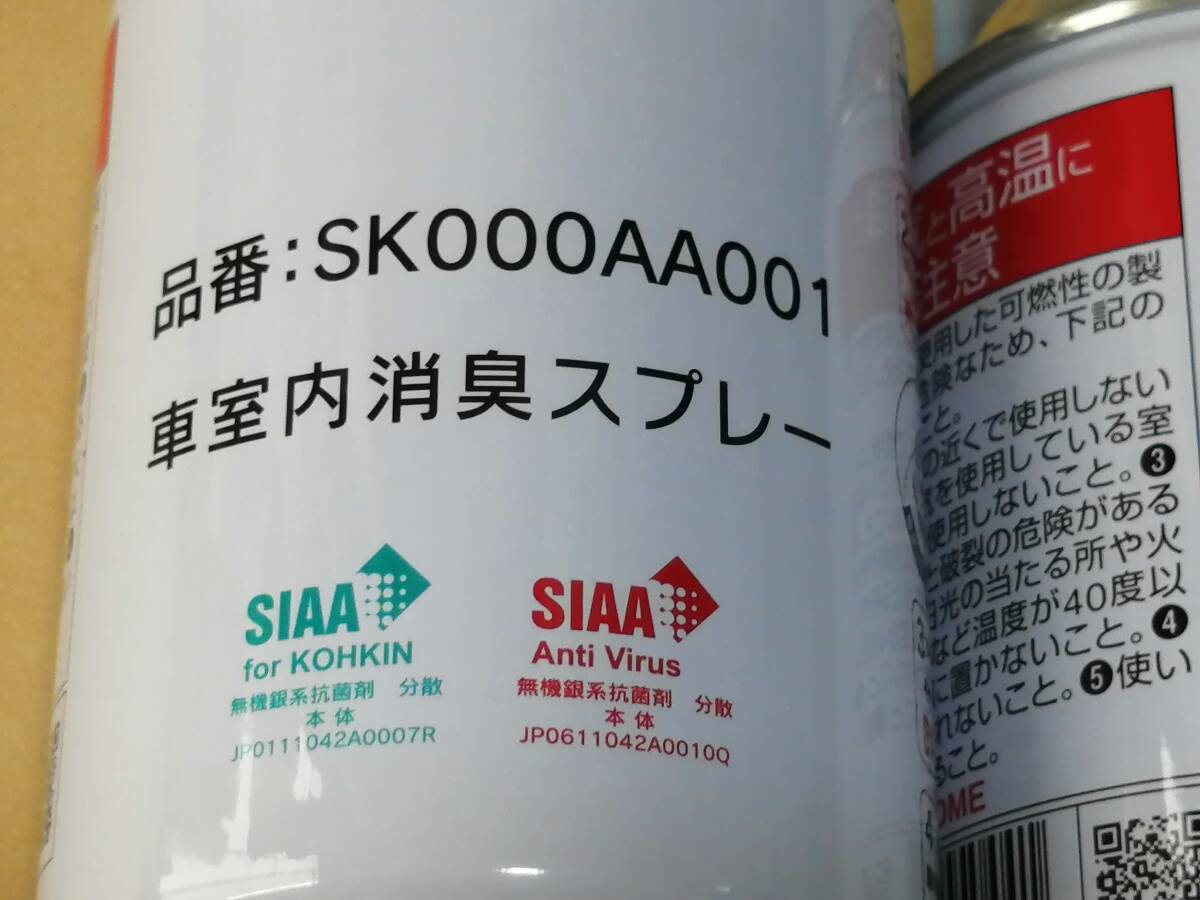 品番:SK000AA001
車室内消臭スプレー
SIAA
for KOHKIN
無機銀系抗菌剤 分散
本体
JP0111042A0007R
SIAA
Anti Virus
無機銀系抗菌剤 分散
本体
JP0611042A0010Q
と高温に
注意
使用した可燃性の製
危険なため、下記の
こと。
の近くで使用しない
を使用している室
使用しないこと。❸
と破裂の危険がある
日光の当たる所や火
など温度が40度以
に置かないこと。❹
れないこと。❺使い
ること。
OME